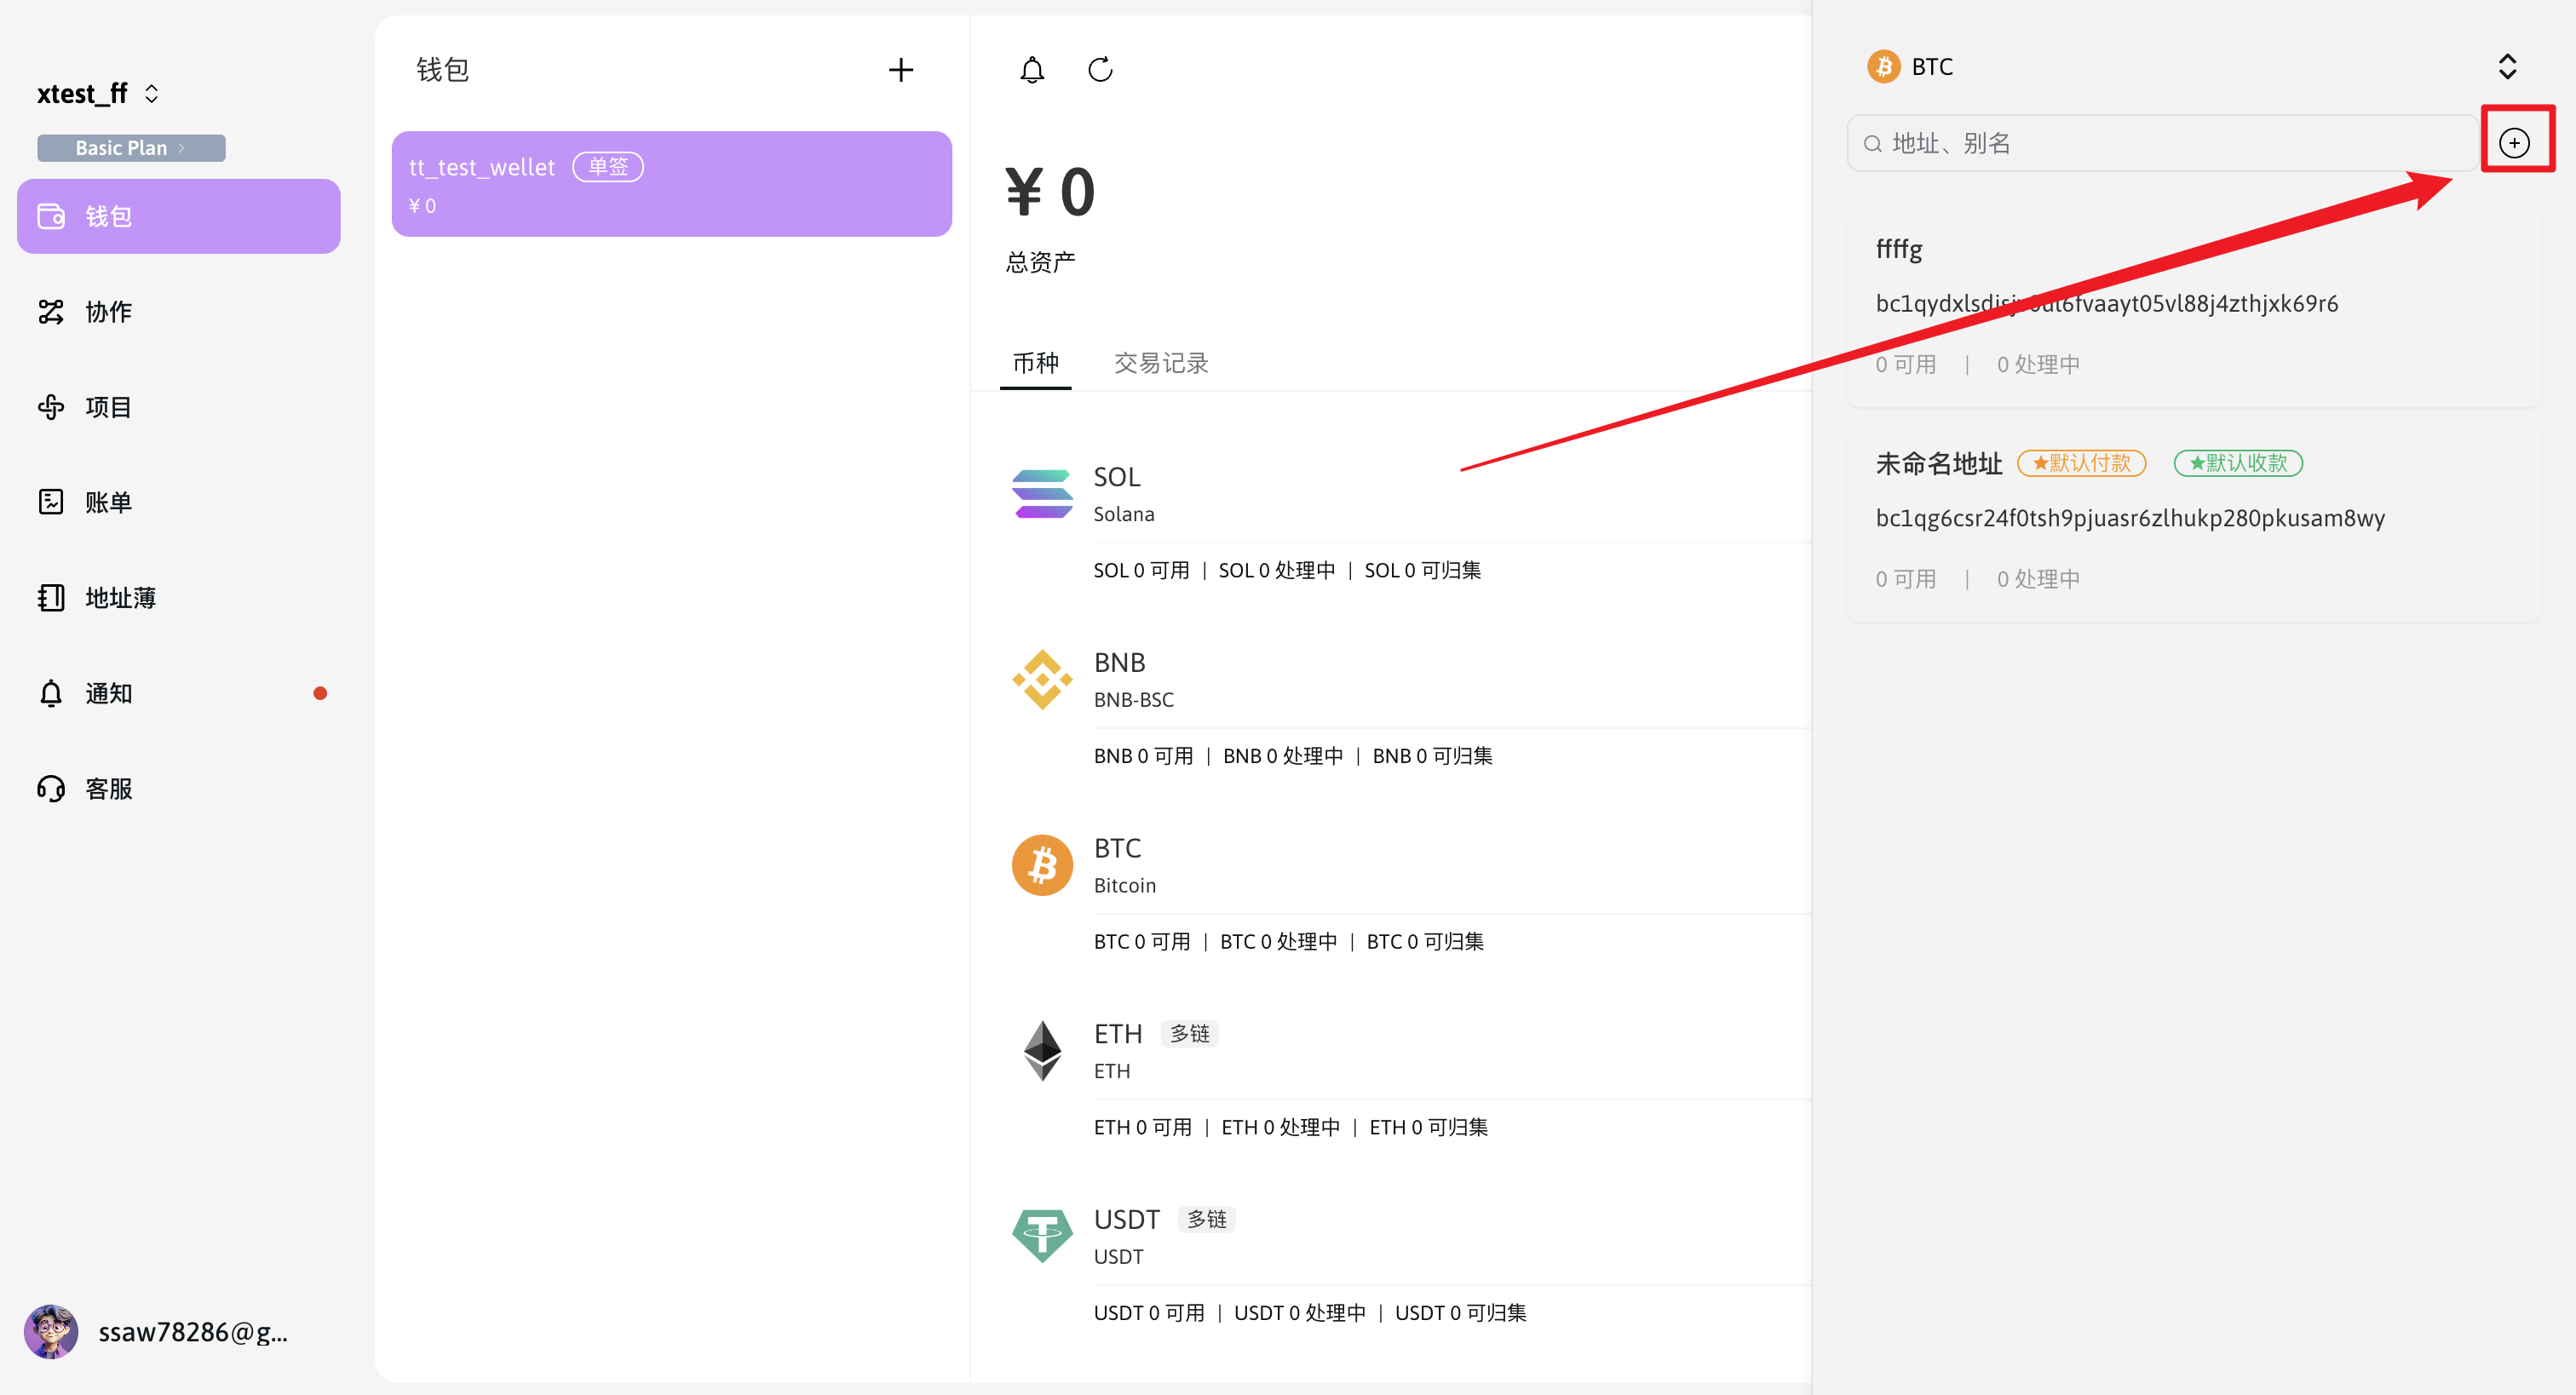 xtest_ff
Basic Plan
钱包
协作
项目
账单
地址薄
通知
客服
ssaw78286@g...
钱包
tt_test_wellet 单签
¥ 0
¥ 0
总资产
币种 交易记录
SOL
Solana
SOL 0 可用 | SOL 0 处理中 | SOL 0 可归集
BNB
BNB-BSC
BNB 0 可用 | BNB 0 处理中 | BNB 0 可归集
BTC
Bitcoin
BTC 0 可用 | BTC 0 处理中 | BTC 0 可归集
ETH 多链
ETH
ETH 0 可用 | ETH 0 处理中 | ETH 0 可归集
USDT 多链
USDT
USDT 0 可用 | USDT 0 处理中 | USDT 0 可归集
BTC
地址、别名
ffffg
0 可用 | 0 处理中
未命名地址 ★默认付款 ★默认收款
bc1qg6csr24f0tsh9pjuasr6zlhukp280pkusam8wy
0 可用 | 0 处理中